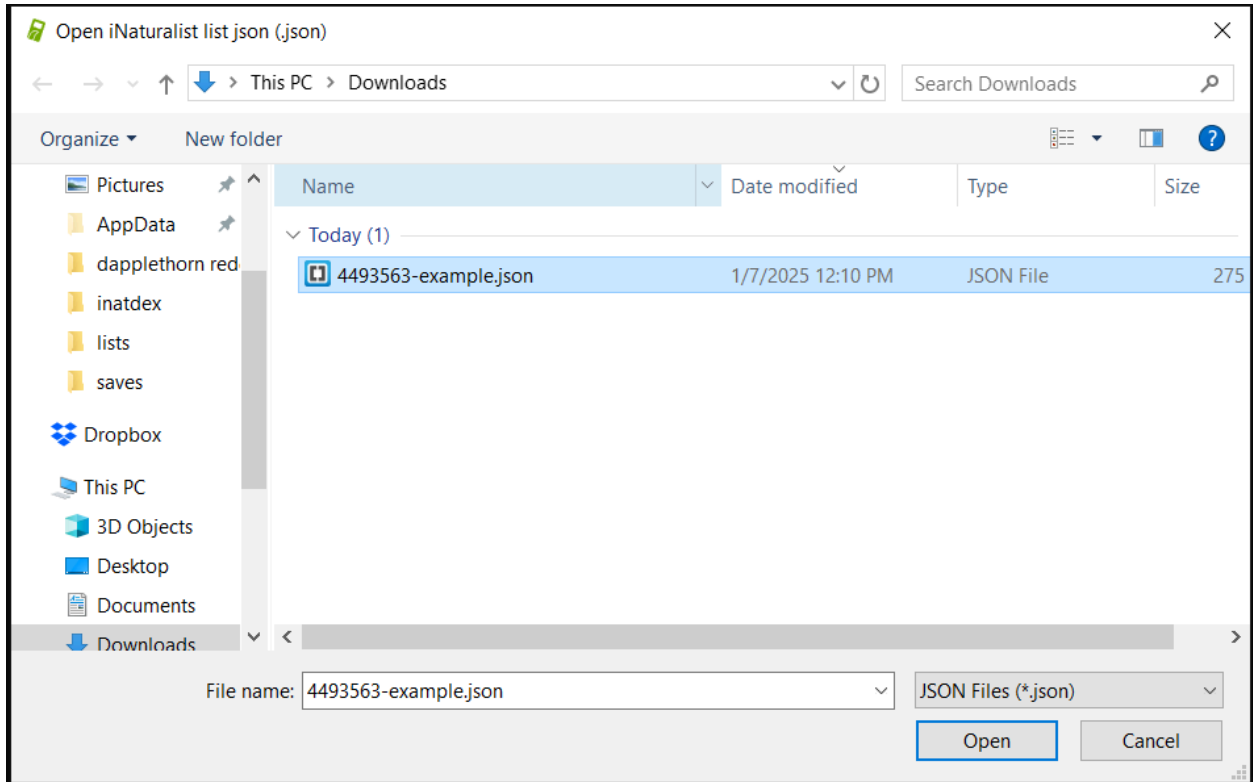 Open iNaturalist list json (.json)
This PC > Downloads
Search Downloads
Organize
New folder
?
Name
Date modified
Type
Size
Pictures
AppData
dapplethorn red
inatdex
lists
saves
Dropbox
This PC
3D Objects
Desktop
Documents
Downloads
Today (1)
4493563-example.json 1/7/2025 12:10 PM JSON File 275
File name: 4493563-example.json
JSON Files (*.json)
Open
Cancel